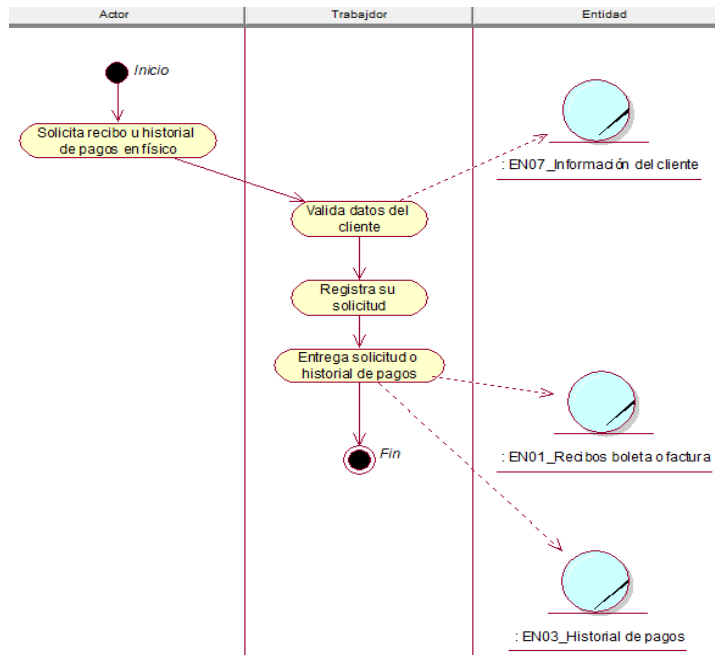 Actor
Trabajdor
Entidad
Inicio
Solicita recibo u historial
de pagos en físico
: EN07_Información del cliente
Valida datos del
cliente
Registra su
solicitud
Entrega solicitud o
historial de pagos
: EN01_Recibos boleta o factura
Fin
: EN03_Historial de pagos